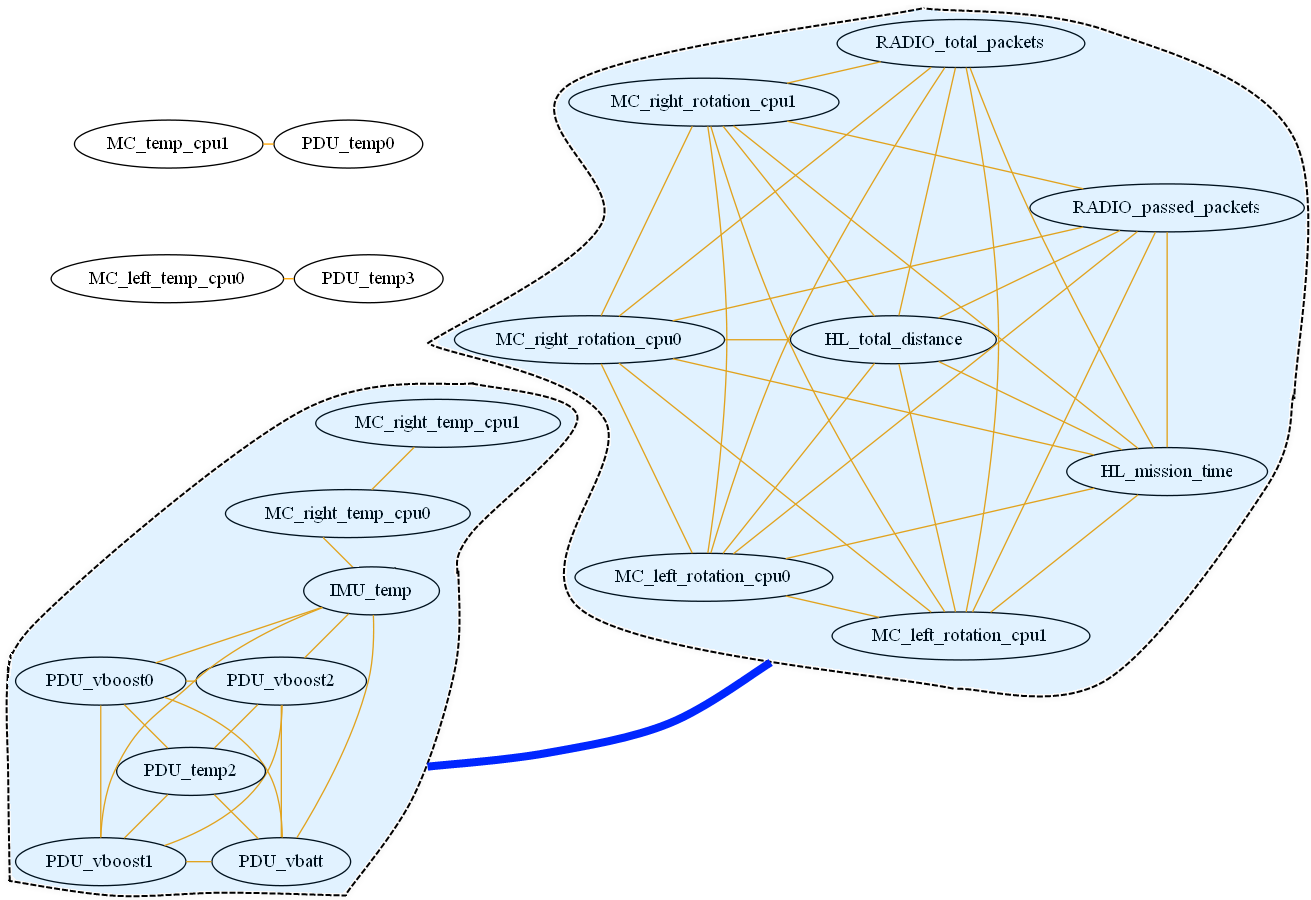 RADIO_total_packets
MC_right_rotation_cpu1
MC_temp_cpu1
PDU_temp0
RADIO_passed_packets
MC_left_temp_cpu0
PDU_temp3
MC_right_rotation_cpu0
HL_total_distance
MC_right_temp_cpu1
HL_mission_time
MC_right_temp_cpu0
MC_left_rotation_cpu0
IMU_temp
MC_left_rotation_cpu1
PDU_vboost0
PDU_vboost2
PDU_temp2
PDU_vboost1
PDU_vbatt